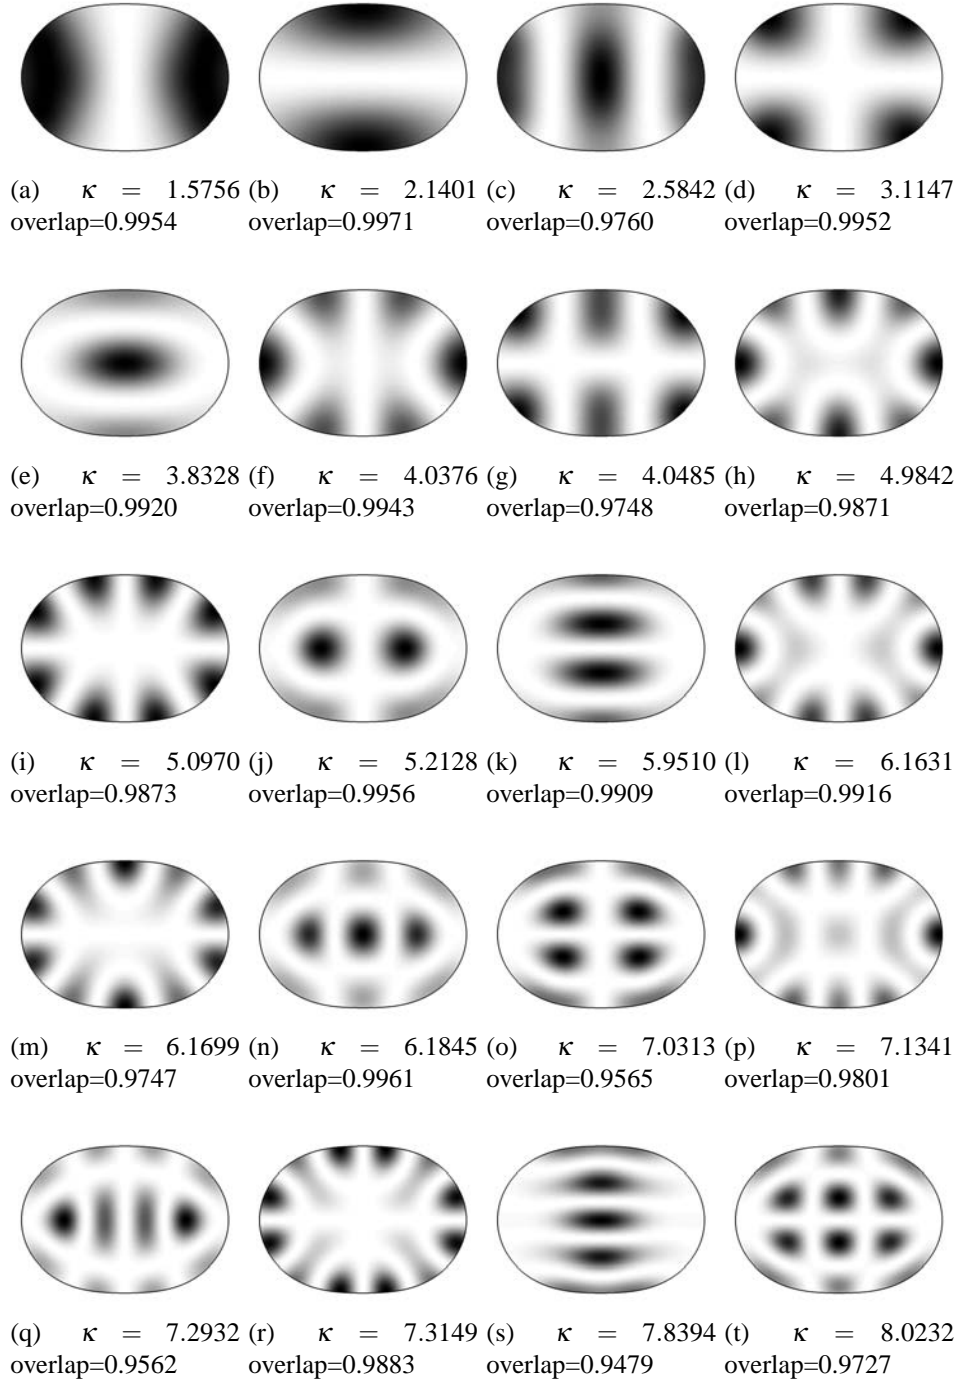 (a) κ = 1.5756 (b) κ = 2.1401 (c) κ = 2.5842 (d) κ = 3.1147
overlap=0.9954 overlap=0.9971 overlap=0.9760 overlap=0.9952
(e) κ = 3.8328 (f) κ = 4.0376 (g) κ = 4.0485 (h) κ = 4.9842
overlap=0.9920 overlap=0.9943 overlap=0.9748 overlap=0.9871
(i) κ = 5.0970 (j) κ = 5.2128 (k) κ = 5.9510 (l) κ = 6.1631
overlap=0.9873 overlap=0.9956 overlap=0.9909 overlap=0.9916
(m) κ = 6.1699 (n) κ = 6.1845 (o) κ = 7.0313 (p) κ = 7.1341
overlap=0.9747 overlap=0.9961 overlap=0.9565 overlap=0.9801
(q) κ = 7.2932 (r) κ = 7.3149 (s) κ = 7.8394 (t) κ = 8.0232
overlap=0.9562 overlap=0.9883 overlap=0.9479 overlap=0.9727